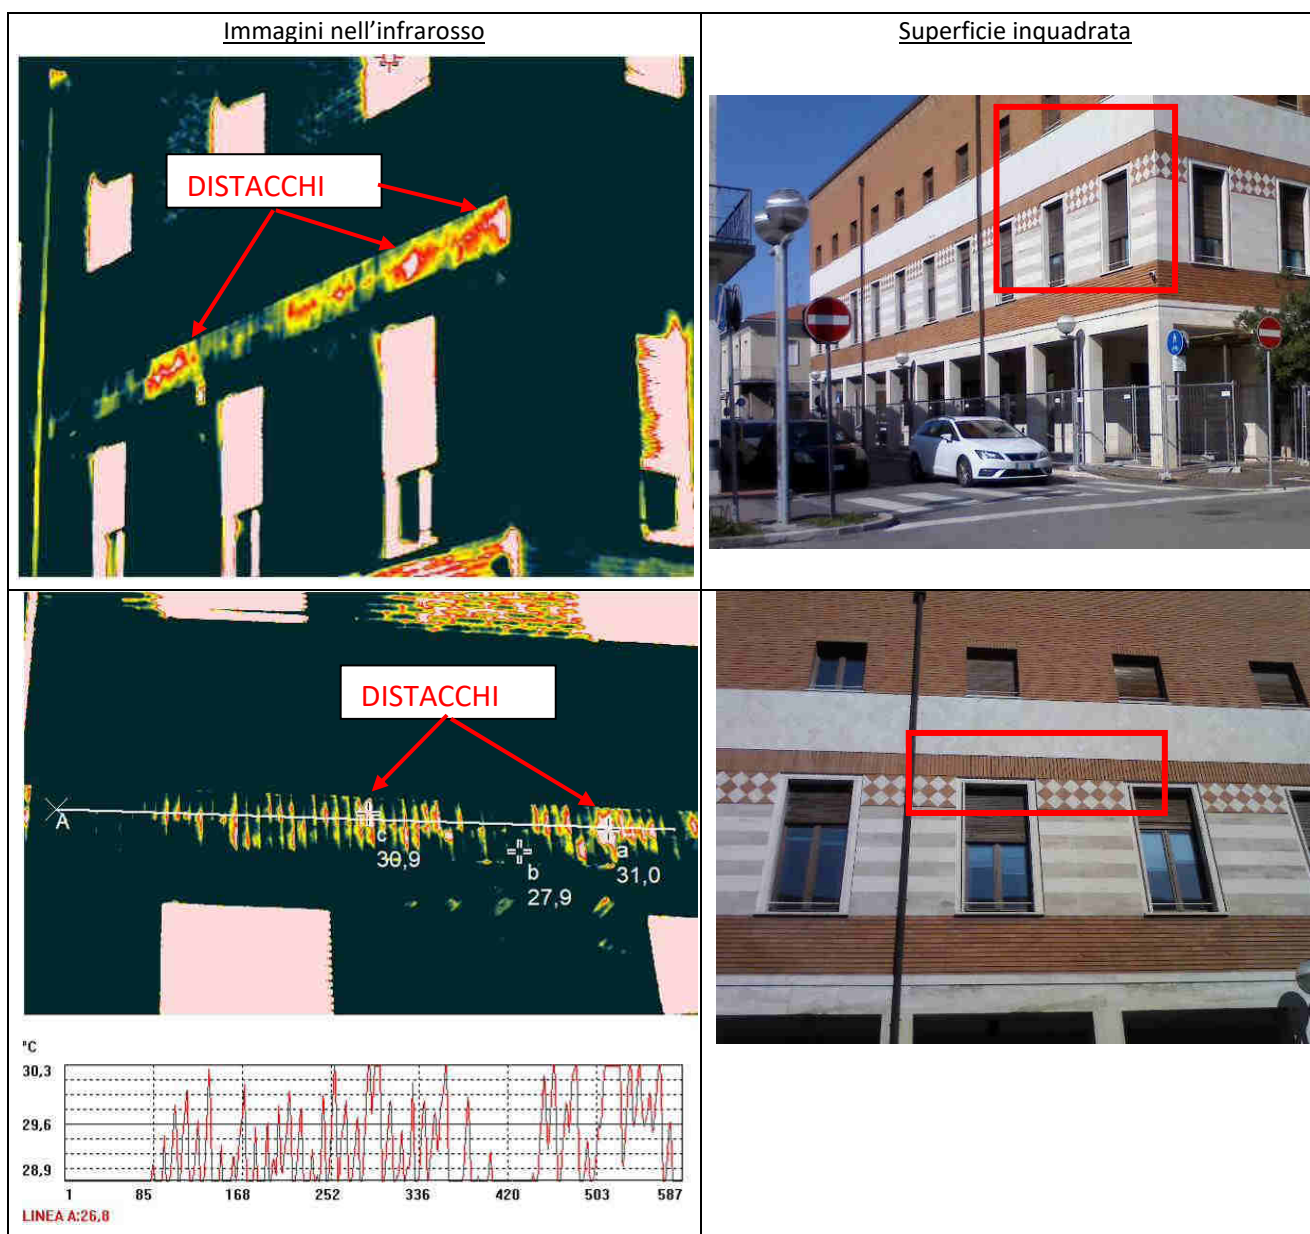 Immagini nell'infrarosso
Superficie inquadrata
DISTACCHI
DISTACCHI
A
c
30,9
b
27,9
a
31,0
°C
30,3
29,6
28,9
1 85 168 252 336 420 503 587
LINEA A:26,8